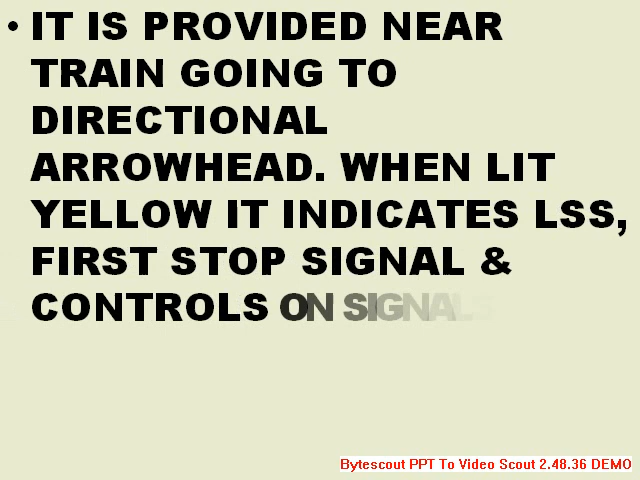 • IT IS PROVIDED NEAR
TRAIN GOING TO
DIRECTIONAL
ARROWHEAD. WHEN LIT
YELLOW IT INDICATES LSS,
FIRST STOP SIGNAL &
CONTROLS ON SIGNALS
Bytescout PPT To Video Scout 2.48.36 DEMO